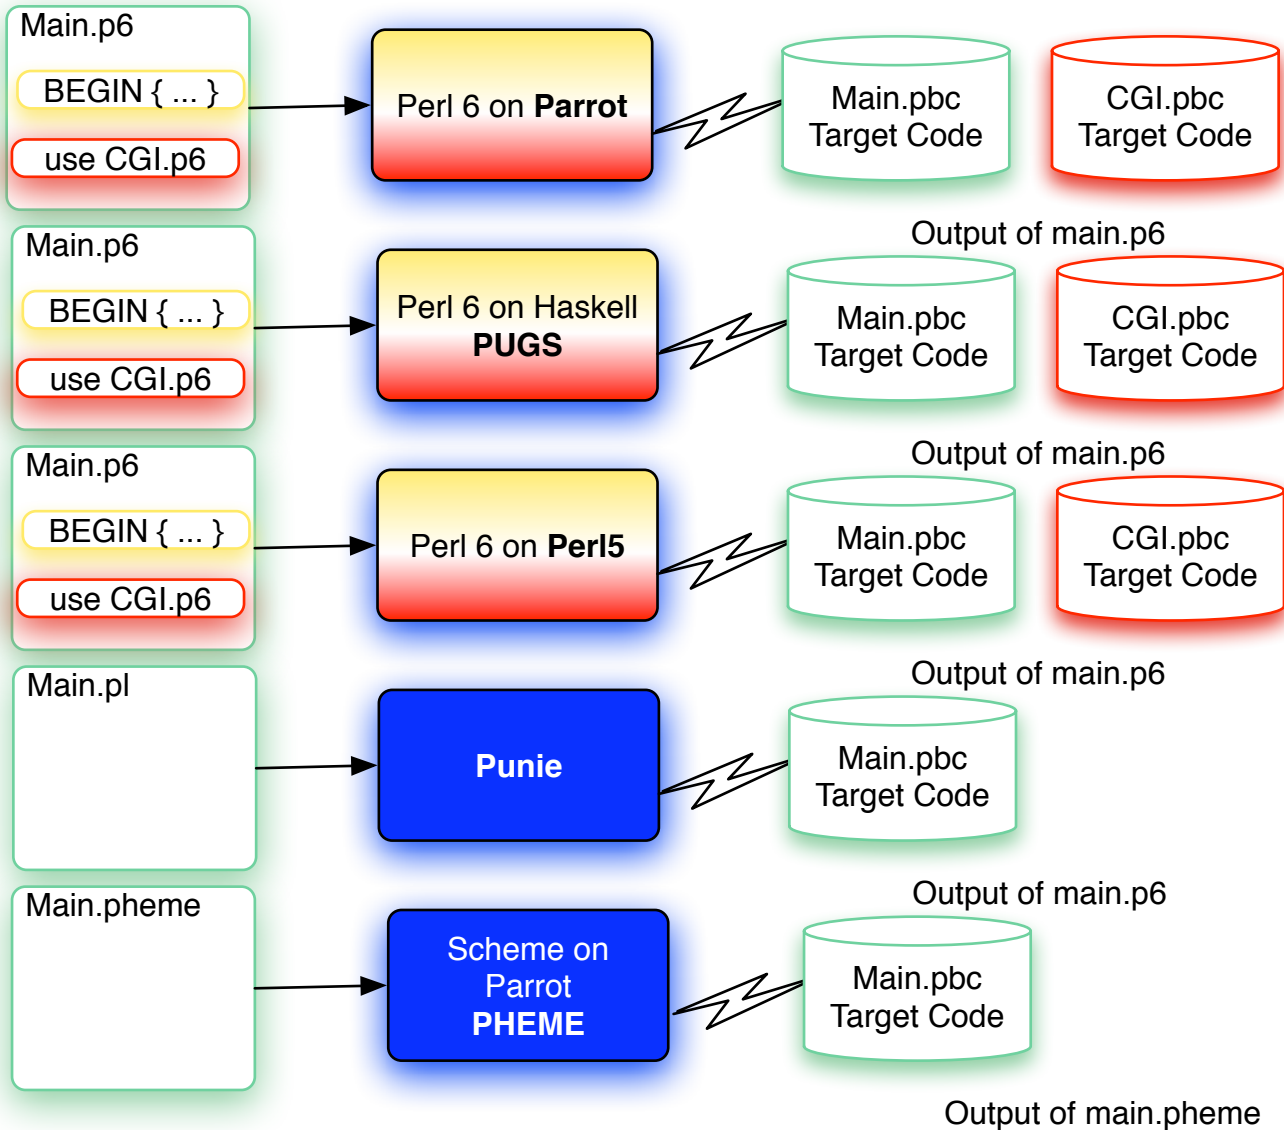 Main.p6
BEGIN { ... }
use CGI.p6
Perl 6 on Parrot
Main.pbc
Target Code
CGI.pbc
Target Code
Output of main.p6
Main.p6
BEGIN { ... }
use CGI.p6
Perl 6 on Haskell
PUGS
Main.pbc
Target Code
CGI.pbc
Target Code
Output of main.p6
Main.p6
BEGIN { ... }
use CGI.p6
Perl 6 on Perl5
Main.pbc
Target Code
CGI.pbc
Target Code
Output of main.p6
Main.pl
Punie
Main.pbc
Target Code
Output of main.p6
Main.pheme
Scheme on
Parrot
PHEME
Main.pbc
Target Code
Output of main.pheme